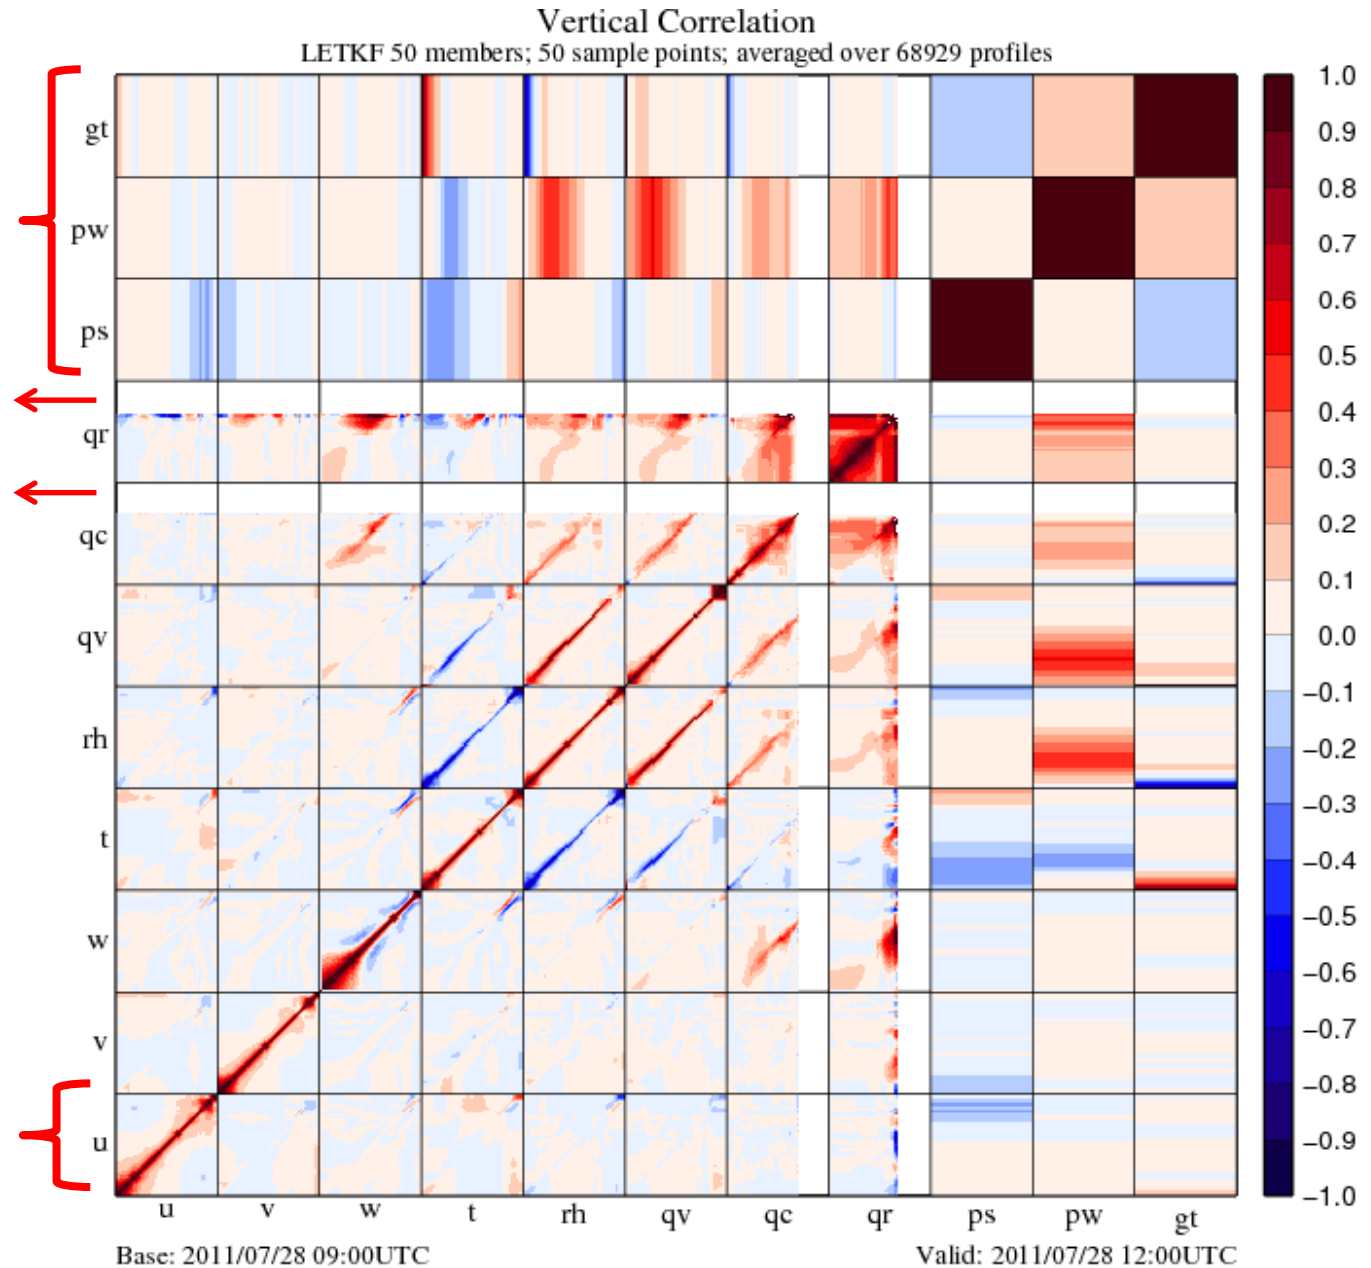 Vertical Correlation
LETKF 50 members; 50 sample points; averaged over 68929 profiles
gt
pw
ps
qr
qc
qv
rh
t
w
v
u
u v w t rh qv qc qr ps pw gt
1.0
0.9
0.8
0.7
0.6
0.5
0.4
0.3
0.2
0.1
0.0
−0.1
−0.2
−0.3
−0.4
−0.5
−0.6
−0.7
−0.8
−0.9
−1.0
Base: 2011/07/28 09:00UTC
Valid: 2011/07/28 12:00UTC